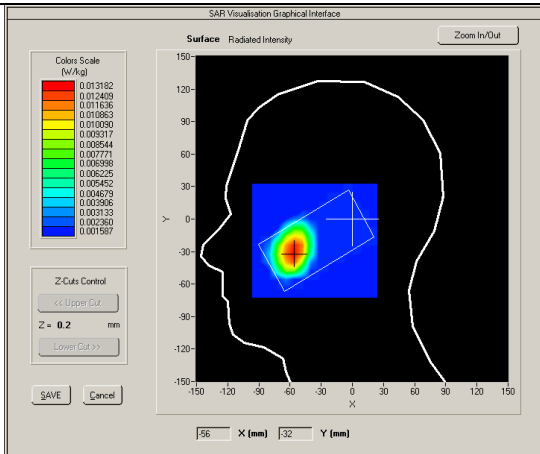 SAR Visualisation Graphical Interface
Surface Radiated Intensity
Zoom In/Out
Colors Scale
(W/kg)
0.013182
0.012409
0.011636
0.010863
0.010090
0.009317
0.008544
0.007771
0.006998
0.006225
0.005452
0.004679
0.003906
0.003133
0.002360
0.001587
Z-Cuts Control
<< Upper Cut
Z = 0.2 mm
Lower Cut >>
SAVE
Cancel
150-
120-
90-
60-
30-
0-
-30-
-60-
-90-
-120-
-150-
Y
-150 -120 -90 -60 -30 0 30 60 90 120 150
X
-56 X (mm) -32 Y (mm)